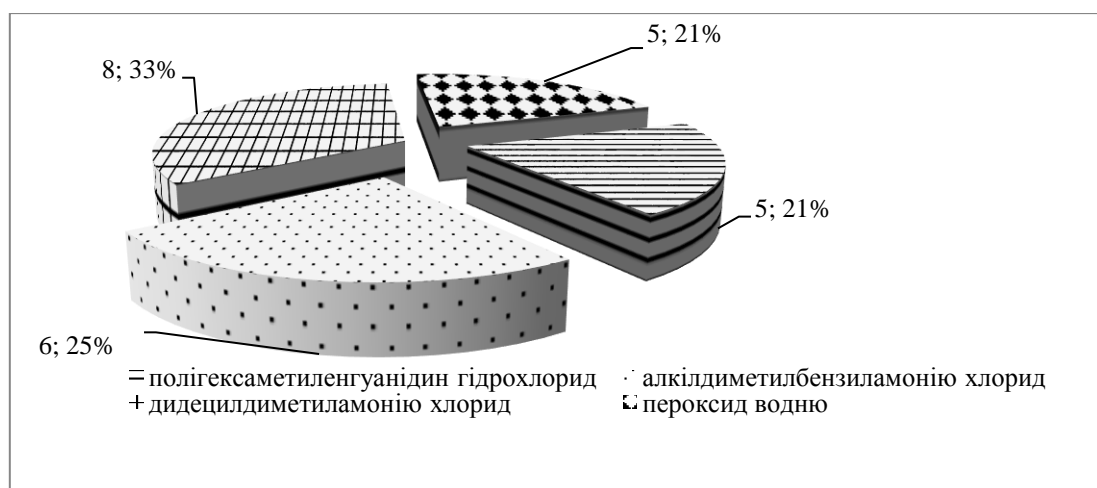 5; 21%
8; 33%
5; 21%
6; 25%
полігексаметиленгуанідин гідрохлорид
алкілдиметилбензиламонію хлорид
дидецилдиметиламонію хлорид
пероксид водню